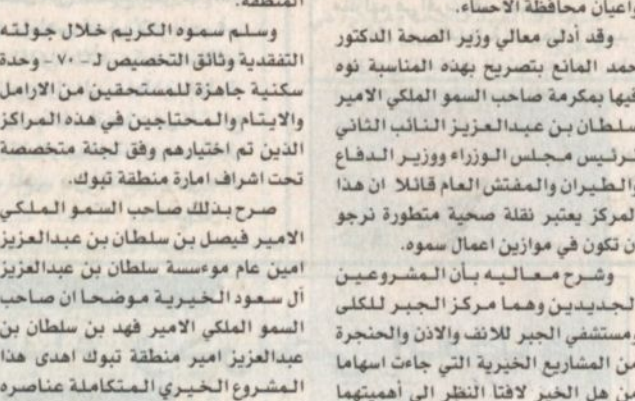 واعيان محافظة الاحساء.
وقد أدلى معالي وزير الصحة الدكتور
حمد المانع بتصريح بهذه المناسبة نوه
فيها بمكرمة صاحب السمو الملكي الامير
سلطان بن عبدالعزيز النائب الثاني
لرئيس مجلس الوزراء ووزير الدفاع
والطيران والمفتش العام قائلا ان هذا
المركز يعتبر نقلة صحية متطورة نرجو
ان تكون في موازين اعمال سموه.
وشرح معاليه بأن المشروعين
الجديدين وهما مركز الجبر للكلى
ومستشفي الجبر للانف والاذن والحنجرة
من المشاريع الخيرية التي جاءت اسهاما
من هل الخير لافتا النظر الى أهميتهما
المنطقة.
وسلم سموه الكريم خلال جولته
التفقدية وثائق التخصيص لـ -٧٠- وحدة
سكنية جاهزة للمستحقين من الارامل
والايتام والمحتاجين في هذه المراكز
الذين تم اختيارهم وفق لجنة متخصصة
تحت اشراف امارة منطقة تبوك.
صرح بذلك صاحب السمو الملكي
الامير فيصل بن سلطان بن عبدالعزيز
امين عام موءسسة سلطان بن عبدالعزيز
آل سعود الخيرية موضحا ان صاحب
السمو الملكي الامير فهد بن سلطان بن
عبدالعزيز امير منطقة تبوك اهدى هذا
المشروع الخيري المتكاملة عناصره